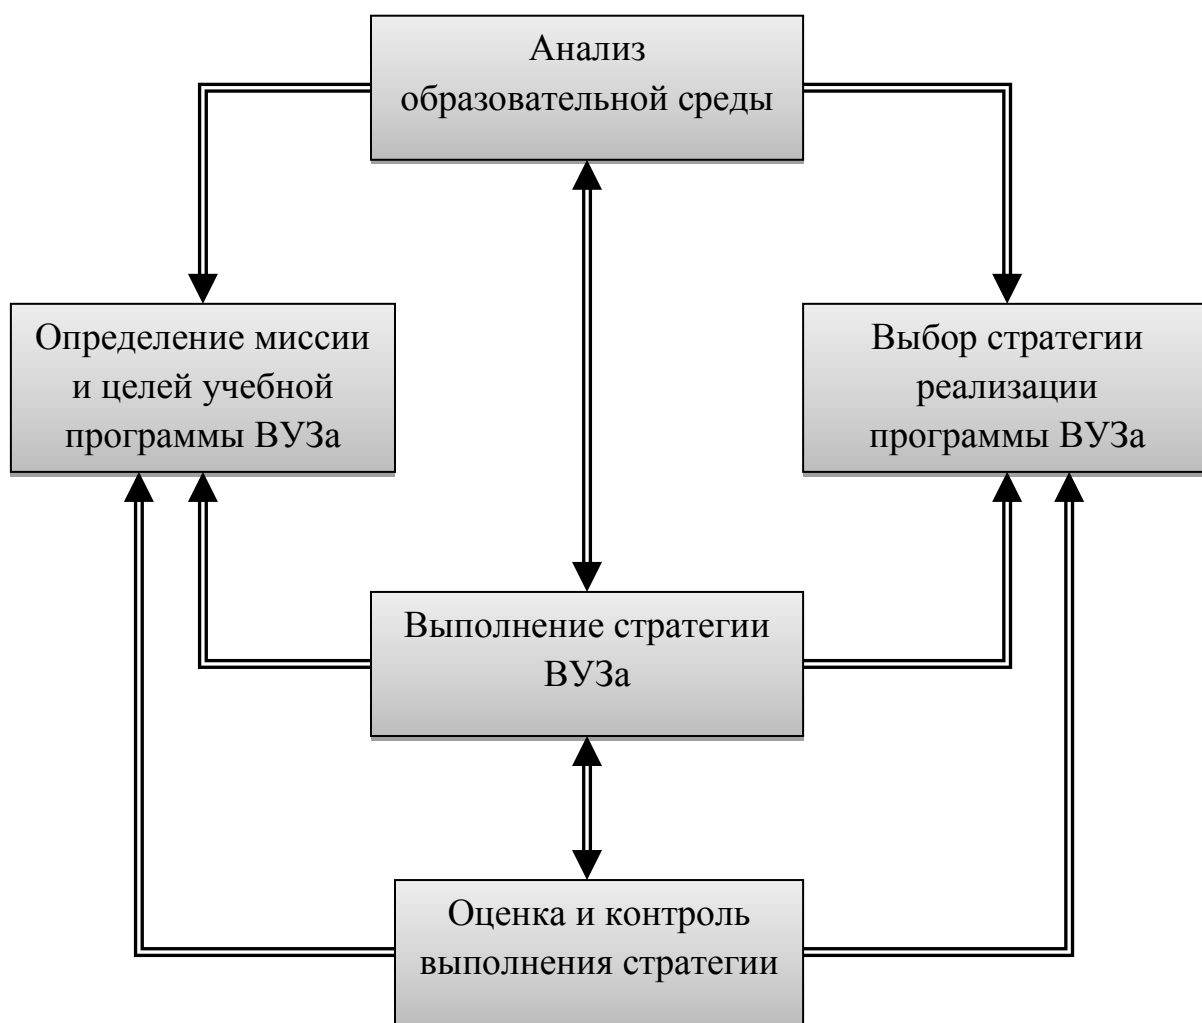 Анализ
образовательной среды
Определение миссии
и целей учебной
программы ВУЗа
Выбор стратегии
реализации
программы ВУЗа
Выполнение стратегии
ВУЗа
Оценка и контроль
выполнения стратегии